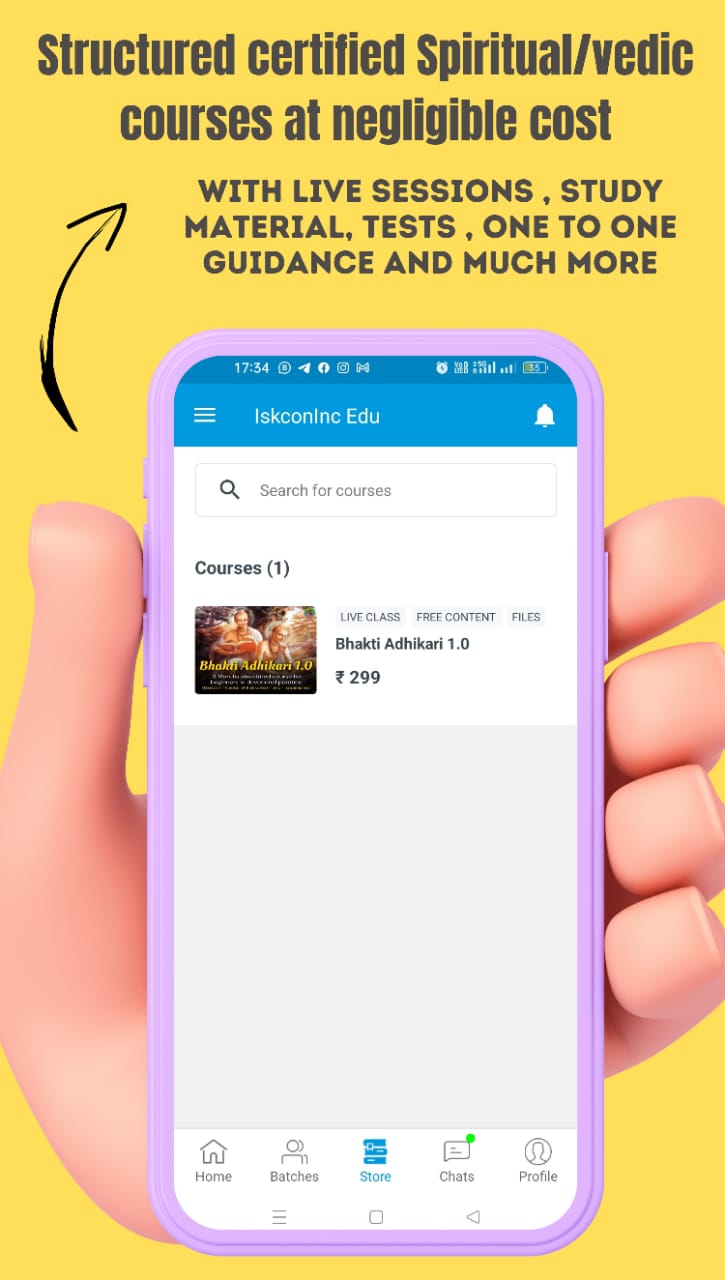 Structured certified Spiritual/vedic
courses at negligible cost
WITH LIVE SESSIONS , STUDY
MATERIAL, TESTS , ONE TO ONE
GUIDANCE AND MUCH MORE
17:34
IskconInc Edu
Search for courses
Courses (1)
LIVE CLASS FREE CONTENT FILES
Bhakti Adhikari 1.0
Bhakti Adhikari 1.0
₹ 299
Home Batches Store Chats Profile